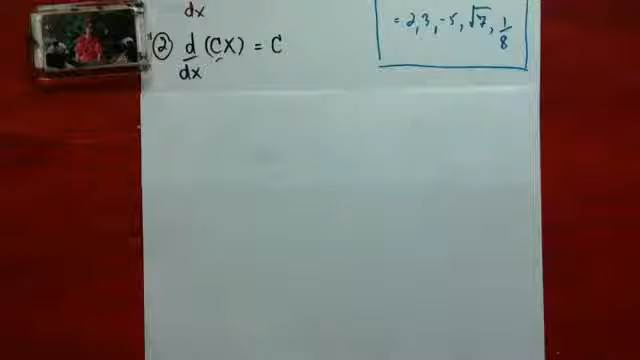 dx
= 2, 3, -5, √7, 1/8
② d/dx (CX) = C